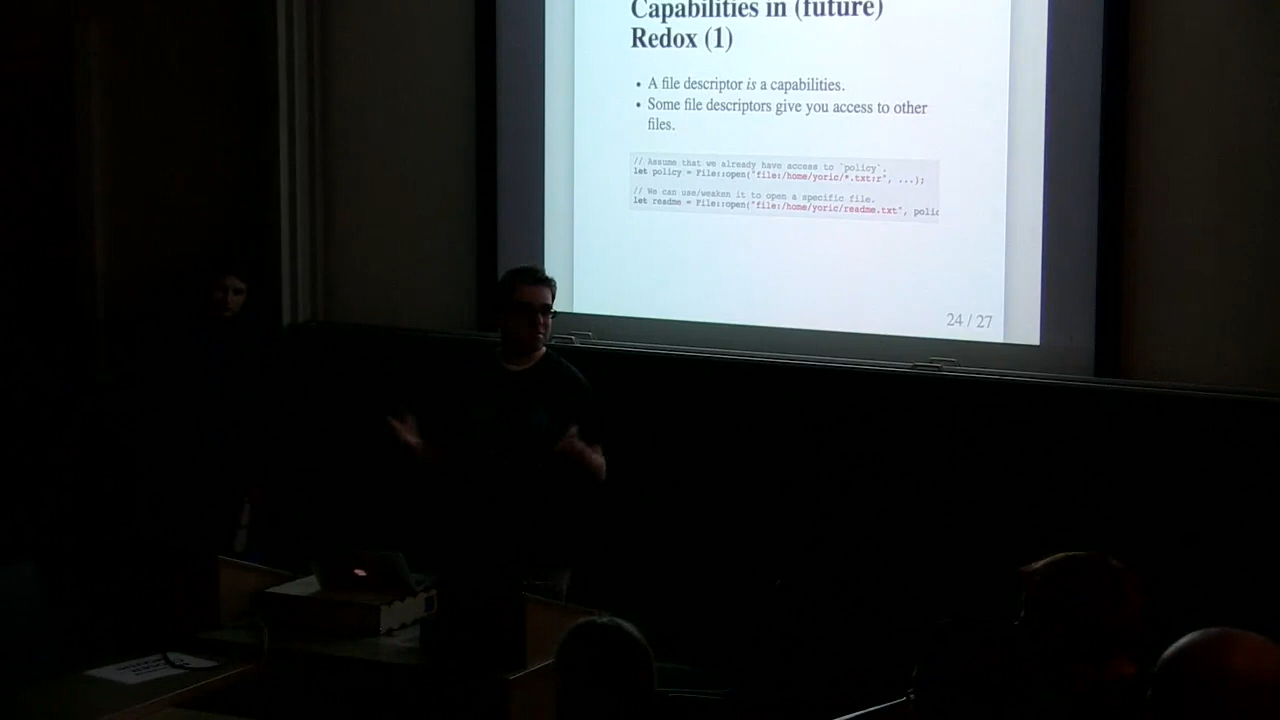 Capabilities in (future)
Redox (1)
• A file descriptor is a capabilities.
• Some file descriptors give you access to other
files.
// Assume that we already have access to `policy`.
let policy = File::open("file:/home/yoric/*.txt:r", ...);
// We can use/weaken it to open a specific file.
let readme = File::open("file:/home/yoric/readme.txt", polic
24 / 27